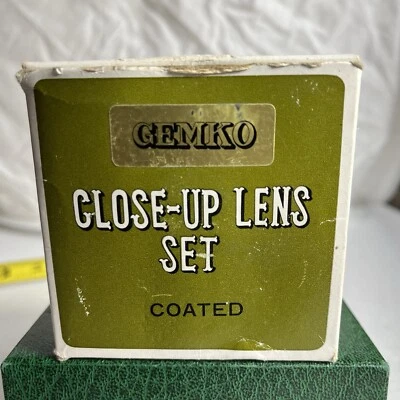 GEMKO
CLOSE-UP LENS
SET
COATED